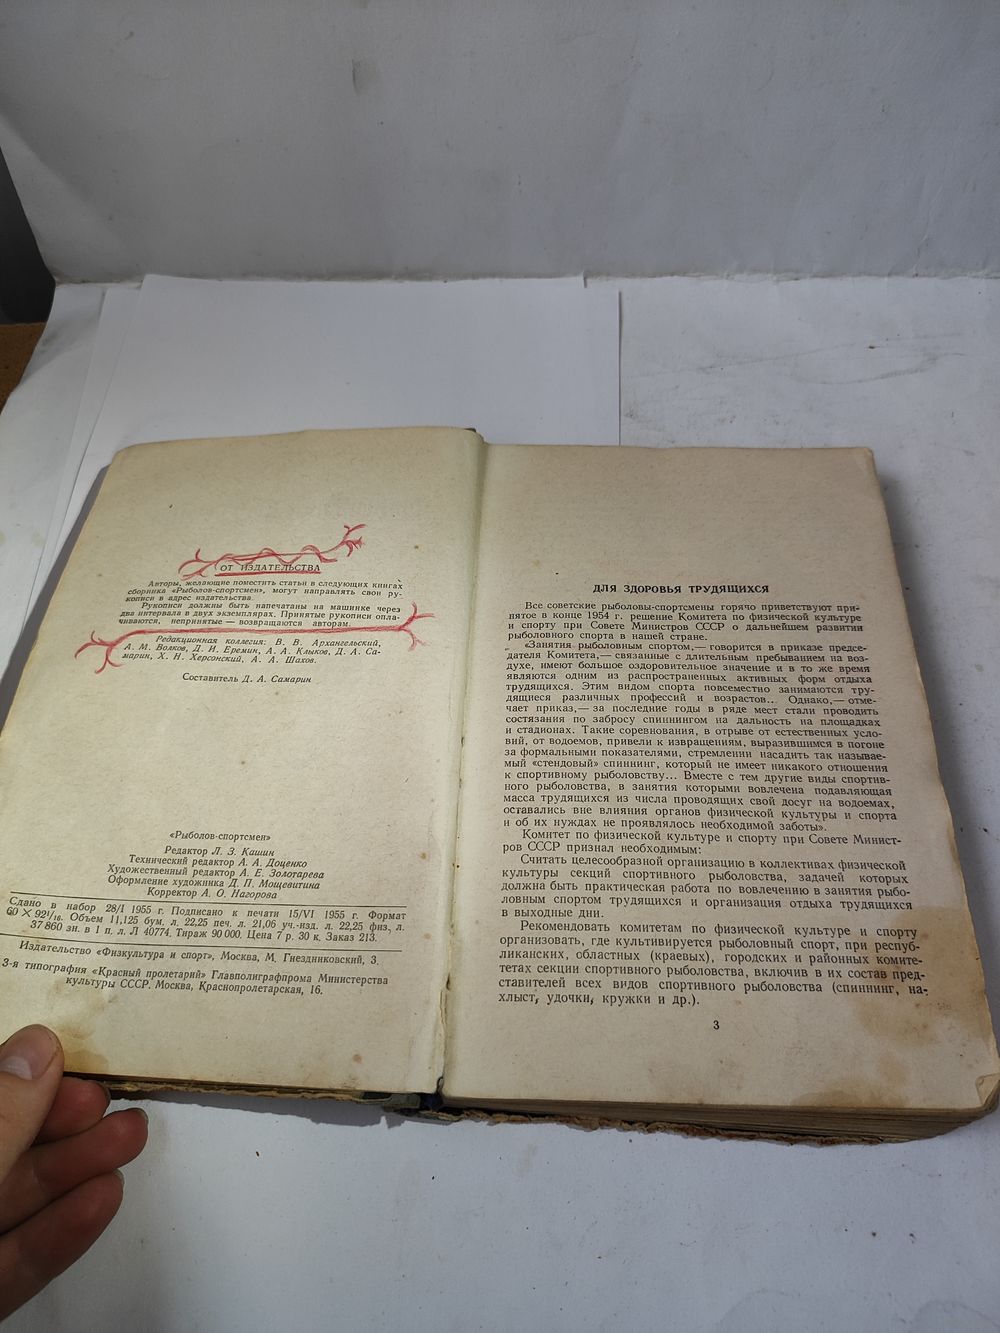 ОТ ИЗДАТЕЛЬСТВА
Авторы, желающие поместить статьи в следующих книгах
сборника «Рыболов-спортсмен», могут направлять свои ру-
кописи в адрес издательства.
Рукописи должны быть напечатаны на машинке через
два интервала в двух экземплярах. Принятые рукописи опла-
чиваются, непринятые — возвращаются авторам.
Редакционная коллегия: В. В. Архангельский,
А. М. Волков, Д. И. Еремин, А. А. Клыков, Д. А. Са-
марин, Х. Н. Херсонский, А. А. Шахов.
Составитель Д. А. Самарин
«Рыболов-спортсмен»
Редактор Л. З. Кашин
Технический редактор А. А. Доценко
Художественный редактор А. Е. Золотарева
Оформление художника Д. П. Мощевитина
Корректор А. О. Нагорова
Сдано в набор 28/I 1955 г. Подписано к печати 15/VI 1955 г. Формат
60 × 92¹/₁₆. Объем 11,125 бум. л. 22,25 печ. л. 21,06 уч.-изд. л. 22,25 физ. л.
37 860 зн. в 1 п. л. Л 40774. Тираж 90 000. Цена 7 р. 30 к. Заказ 213.
Издательство «Физкультура и спорт», Москва, М. Гнездниковский, 3.
3-я типография «Красный пролетарий» Главполиграфпрома Министерства
культуры СССР. Москва, Краснопролетарская, 16.
ДЛЯ ЗДОРОВЬЯ ТРУДЯЩИХСЯ
Все советские рыболовы-спортсмены горячо приветствуют при-
нятое в конце 1954 г. решение Комитета по физической культуре
и спорту при Совете Министров СССР о дальнейшем развитии
рыболовного спорта в нашей стране.
«Занятия рыболовным спортом,— говорится в приказе предсе-
дателя Комитета,— связанные с длительным пребыванием на воз-
духе, имеют большое оздоровительное значение и в то же время
являются одним из распространенных активных форм отдыха
трудящихся. Этим видом спорта повсеместно занимаются тру-
дящиеся различных профессий и возрастов... Однако,— отме-
чает приказ,— за последние годы в ряде мест стали проводить
состязания по забросу спиннингом на дальность на площадках
и стадионах. Такие соревнования, в отрыве от естественных усло-
вий, от водоемов, привели к извращениям, выразившимся в погоне
за формальными показателями, стремлении насадить так называе-
мый «стендовый» спиннинг, который не имеет никакого отношения
к спортивному рыболовству... Вместе с тем другие виды спортив-
ного рыболовства, в занятия которыми вовлечена подавляющая
масса трудящихся из числа проводящих свой досуг на водоемах,
оставались вне влияния органов физической культуры и спорта
и об их нуждах не проявлялось необходимой заботы».
Комитет по физической культуре и спорту при Совете Минист-
ров СССР признал необходимым:
Считать целесообразной организацию в коллективах физической
культуры секций спортивного рыболовства, задачей которых
должна быть практическая работа по вовлечению в занятия рыбо-
ловным спортом трудящихся и организация отдыха трудящихся
в выходные дни.
Рекомендовать комитетам по физической культуре и спорту
организовать, где культивируется рыболовный спорт, при респуб-
ликанских, областных (краевых), городских и районных комите-
тетах секции спортивного рыболовства, включив в их состав пред-
ставителей всех видов спортивного рыболовства (спиннинг, на-
хлыст, удочки, кружки и др.).
3